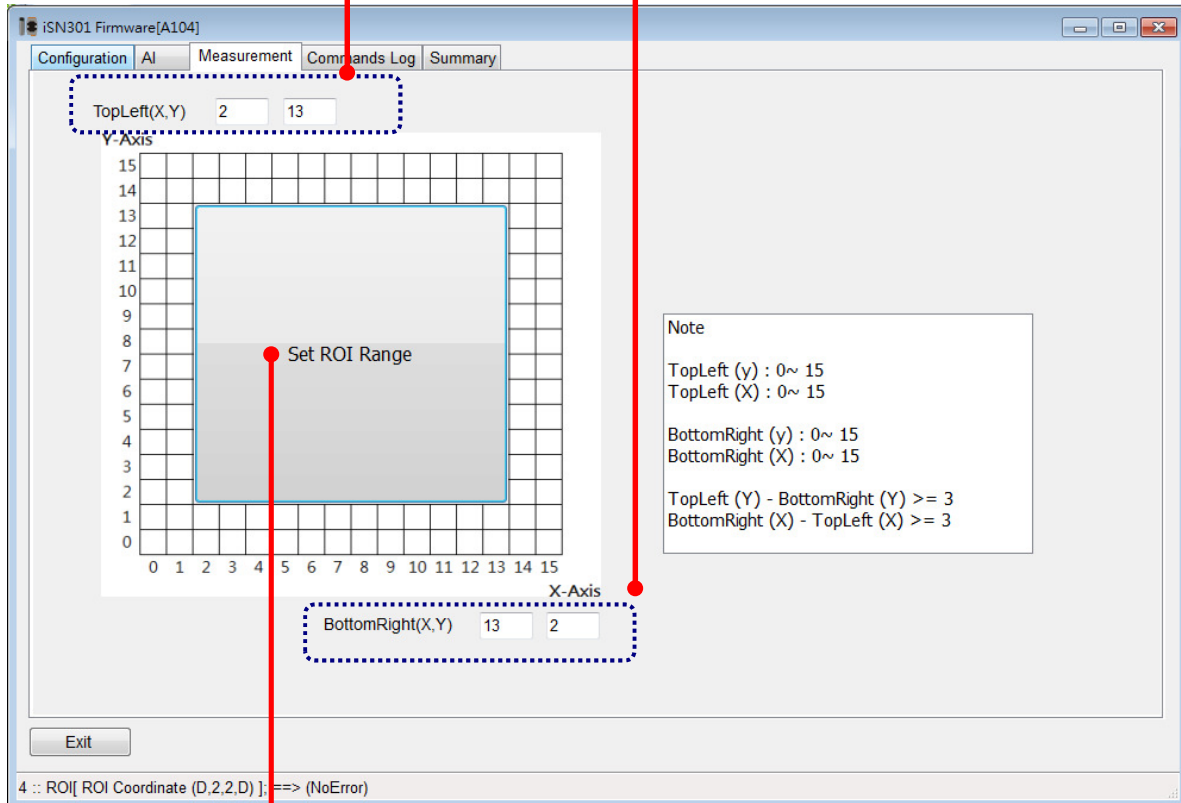 iSN301 Firmware[A104]
Configuration AI Measurement Commands Log Summary
TopLeft(X,Y) 2 13
Y-Axis
15
14
13
12
11
10
9
8
7
6
5
4
3
2
1
0
Set ROI Range
0 1 2 3 4 5 6 7 8 9 10 11 12 13 14 15
X-Axis
BottomRight(X,Y) 13 2
Note
TopLeft (y) : 0~ 15
TopLeft (X) : 0~ 15
BottomRight (y) : 0~ 15
BottomRight (X) : 0~ 15
TopLeft (Y) - BottomRight (Y) >= 3
BottomRight (X) - TopLeft (X) >= 3
Exit
4 :: ROI[ ROI Coordinate (D,2,2,D) ]; ==> (NoError)